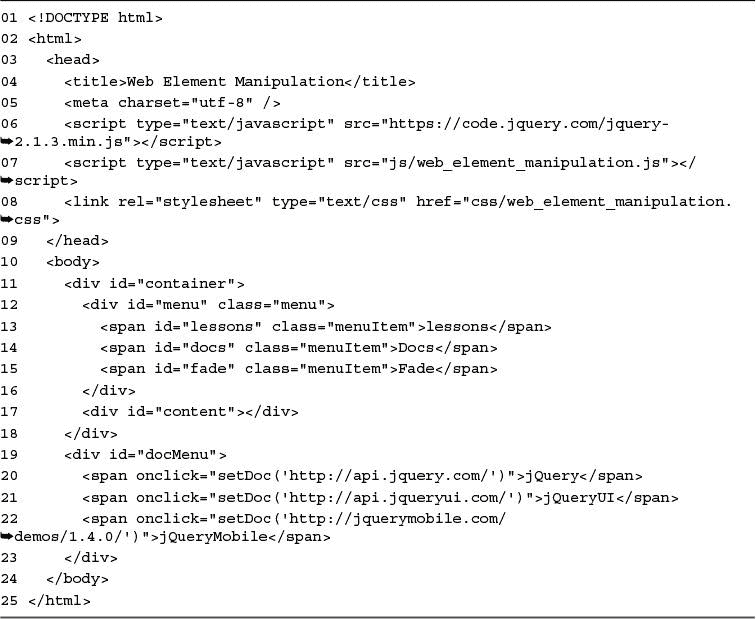 01 <!DOCTYPE html>
02 <html>
03   <head>
04     <title>Web Element Manipulation</title>
05     <meta charset="utf-8" />
06     <script type="text/javascript" src="https://code.jquery.com/jquery-
➥2.1.3.min.js"></script>
07     <script type="text/javascript" src="js/web_element_manipulation.js"></
➥script>
08     <link rel="stylesheet" type="text/css" href="css/web_element_manipulation.
➥css">
09   </head>
10   <body>
11     <div id="container">
12       <div id="menu" class="menu">
13         <span id="lessons" class="menuItem">lessons</span>
14         <span id="docs" class="menuItem">Docs</span>
15         <span id="fade" class="menuItem">Fade</span>
16       </div>
17       <div id="content"></div>
18     </div>
19     <div id="docMenu">
20       <span onclick="setDoc('http://api.jquery.com/')">jQuery</span>
21       <span onclick="setDoc('http://api.jqueryui.com/')">jQueryUI</span>
22       <span onclick="setDoc('http://jquerymobile.com/
➥demos/1.4.0/')">jQueryMobile</span>
23     </div>
24   </body>
25 </html>